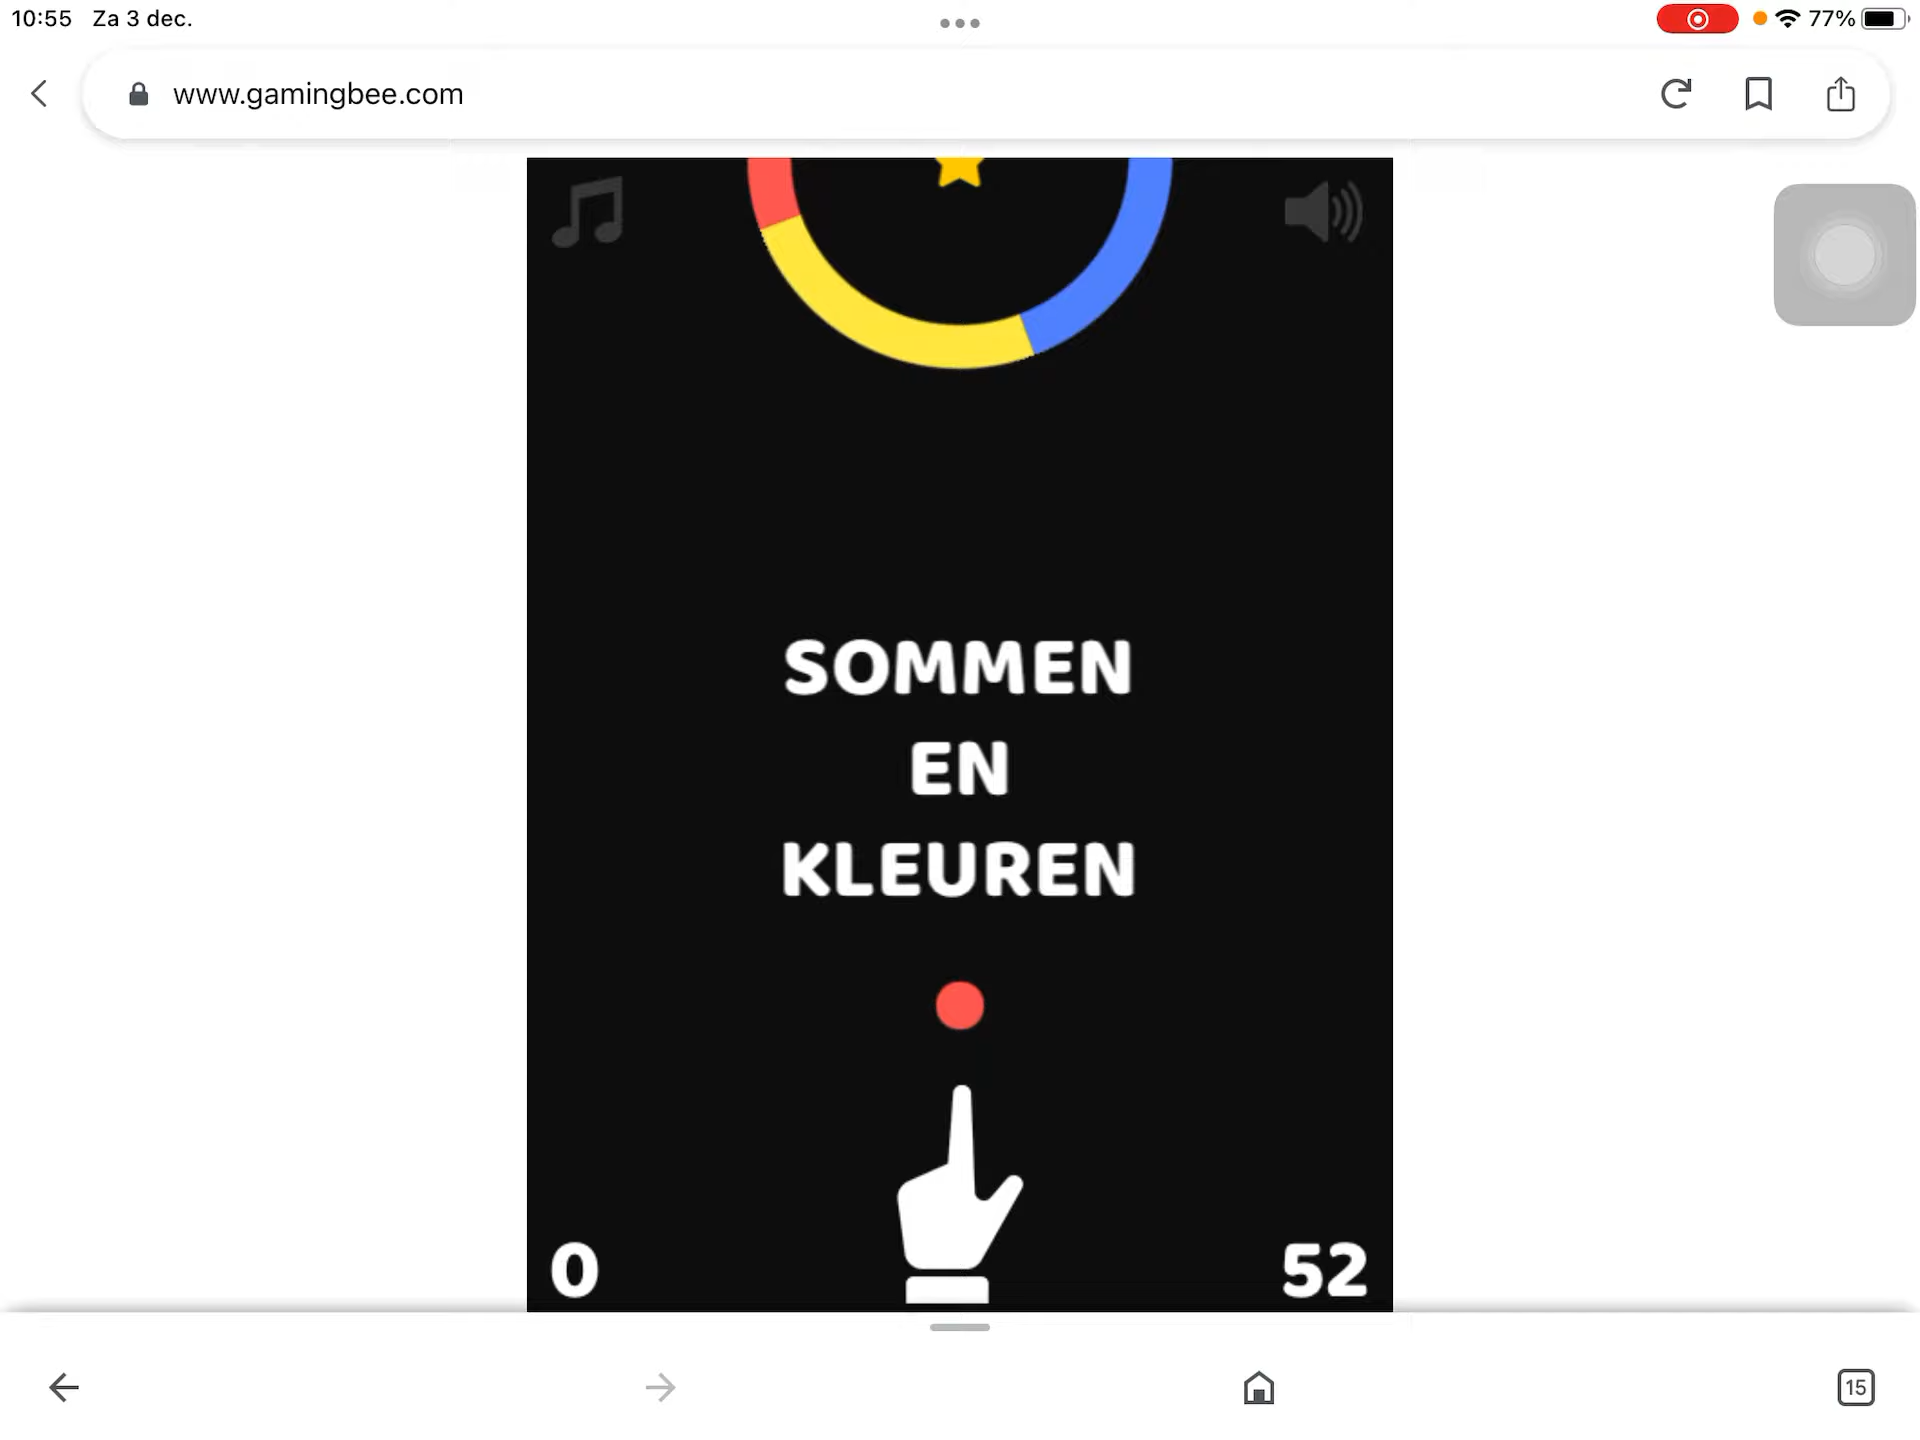 10:55 Za 3 dec. 77%
www.gamingbee.com
SOMMEN
EN
KLEUREN
0 52
15